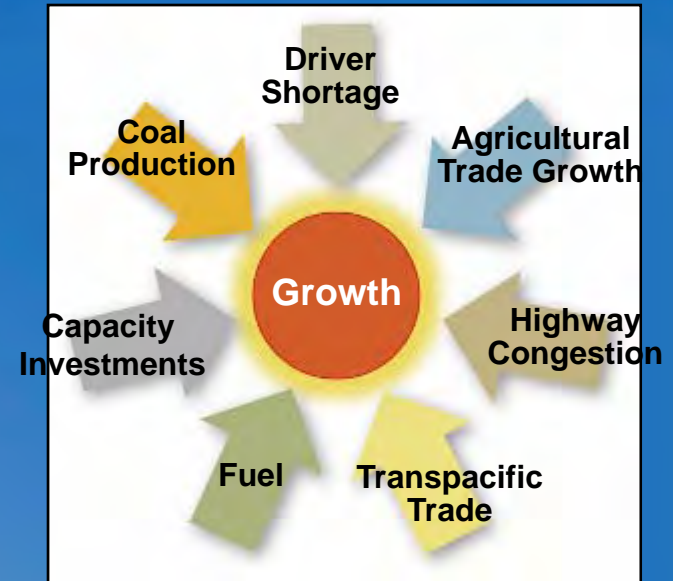 Driver
Shortage
Coal
Production
Agricultural
Trade Growth
Growth
Capacity
Investments
Highway
Congestion
Fuel
Transpacific
Trade